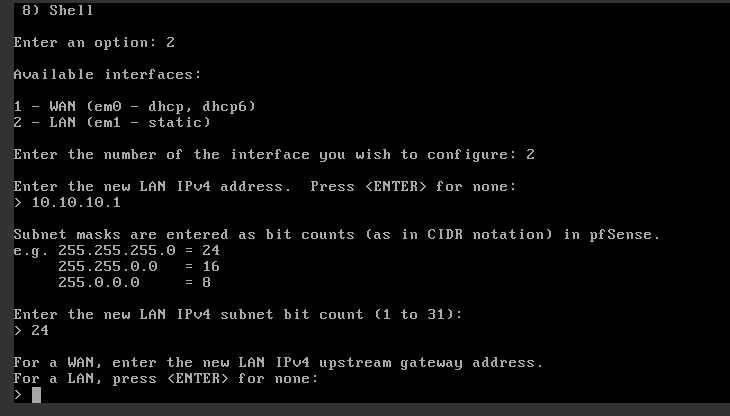 8) Shell
Enter an option: 2
Available interfaces:
1 - WAN (em0 - dhcp, dhcp6)
2 - LAN (em1 - static)
Enter the number of the interface you wish to configure: 2
Enter the new LAN IPv4 address.  Press <ENTER> for none:
> 10.10.10.1
Subnet masks are entered as bit counts (as in CIDR notation) in pfSense.
e.g. 255.255.255.0 = 24
     255.255.0.0   = 16
     255.0.0.0     = 8
Enter the new LAN IPv4 subnet bit count (1 to 31):
> 24
For a WAN, enter the new LAN IPv4 upstream gateway address.
For a LAN, press <ENTER> for none:
>